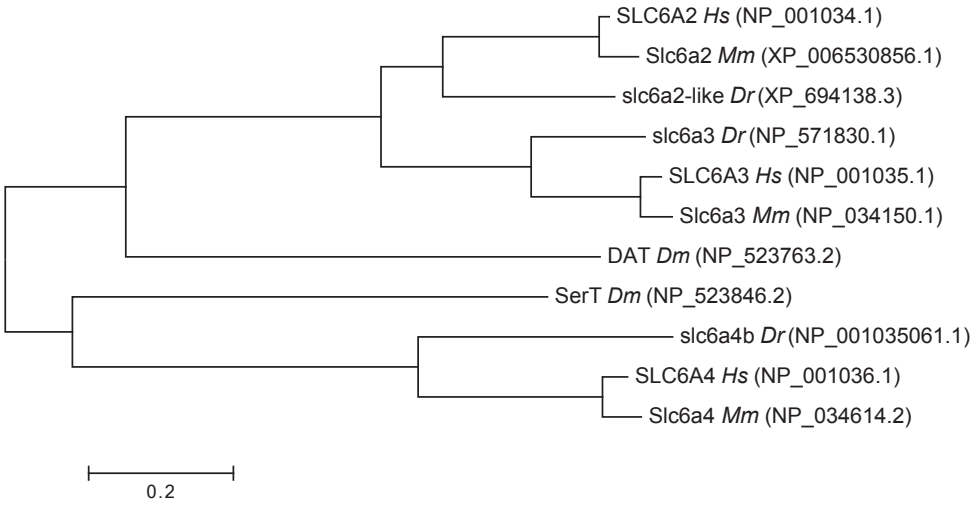 SLC6A2 Hs (NP_001034.1)
Slc6a2 Mm (XP_006530856.1)
slc6a2-like Dr (XP_694138.3)
slc6a3 Dr (NP_571830.1)
SLC6A3 Hs (NP_001035.1)
Slc6a3 Mm (NP_034150.1)
DAT Dm (NP_523763.2)
SerT Dm (NP_523846.2)
slc6a4b Dr (NP_001035061.1)
SLC6A4 Hs (NP_001036.1)
Slc6a4 Mm (NP_034614.2)
0.2